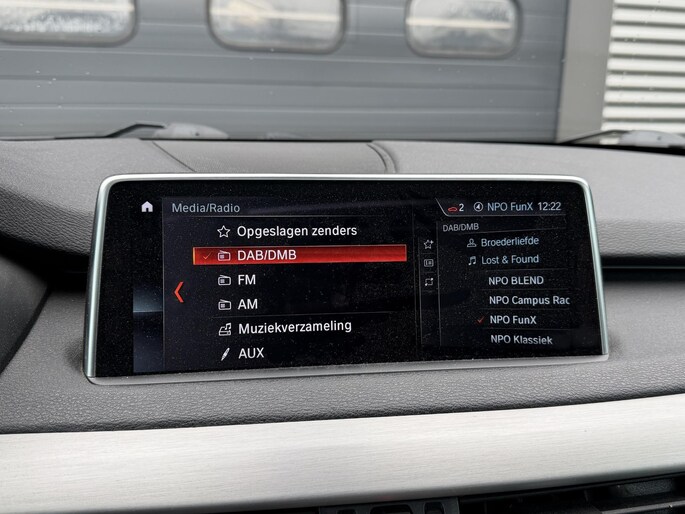 Media/Radio
2 NPO FunX 12:22
Opgeslagen zenders
DAB/DMB
FM
AM
Muziekverzameling
AUX
DAB/DMB
Broederliefde
Lost & Found
NPO BLEND
NPO Campus Rac
NPO FunX
NPO Klassiek